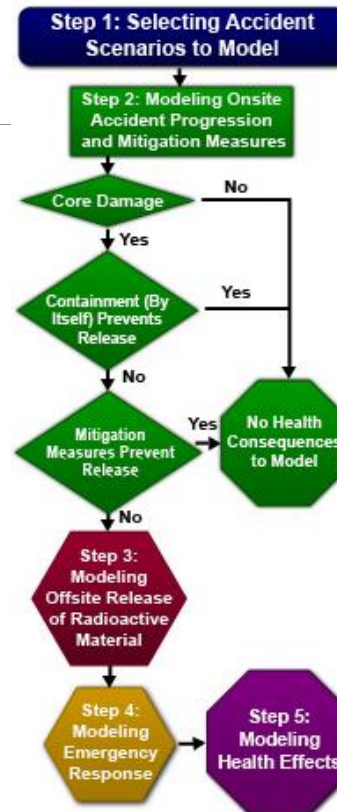 Step 1: Selecting Accident
Scenarios to Model
Step 2: Modeling Onsite
Accident Progression
and Mitigation Measures
Core Damage
No
Yes
Containment (By
Itself) Prevents
Release
Yes
No
Mitigation
Measures Prevent
Release
Yes
No Health
Consequences
to Model
No
Step 3:
Modeling
Offsite Release
of Radioactive
Material
Step 4:
Modeling
Emergency
Response
Step 5:
Modeling
Health Effects